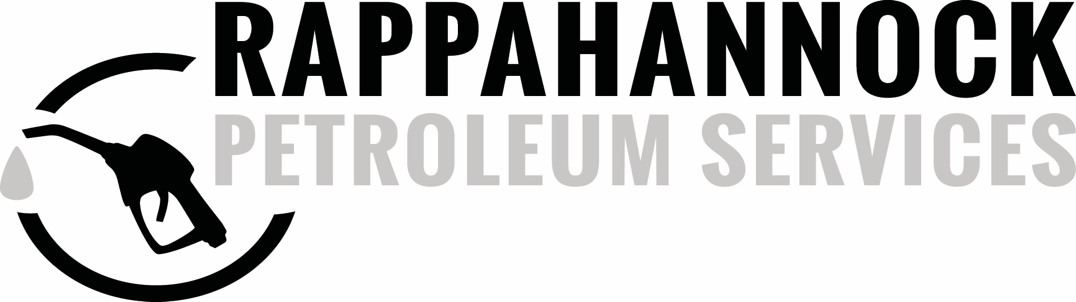 RAPPAHANNOCK
PETROLEUM SERVICES